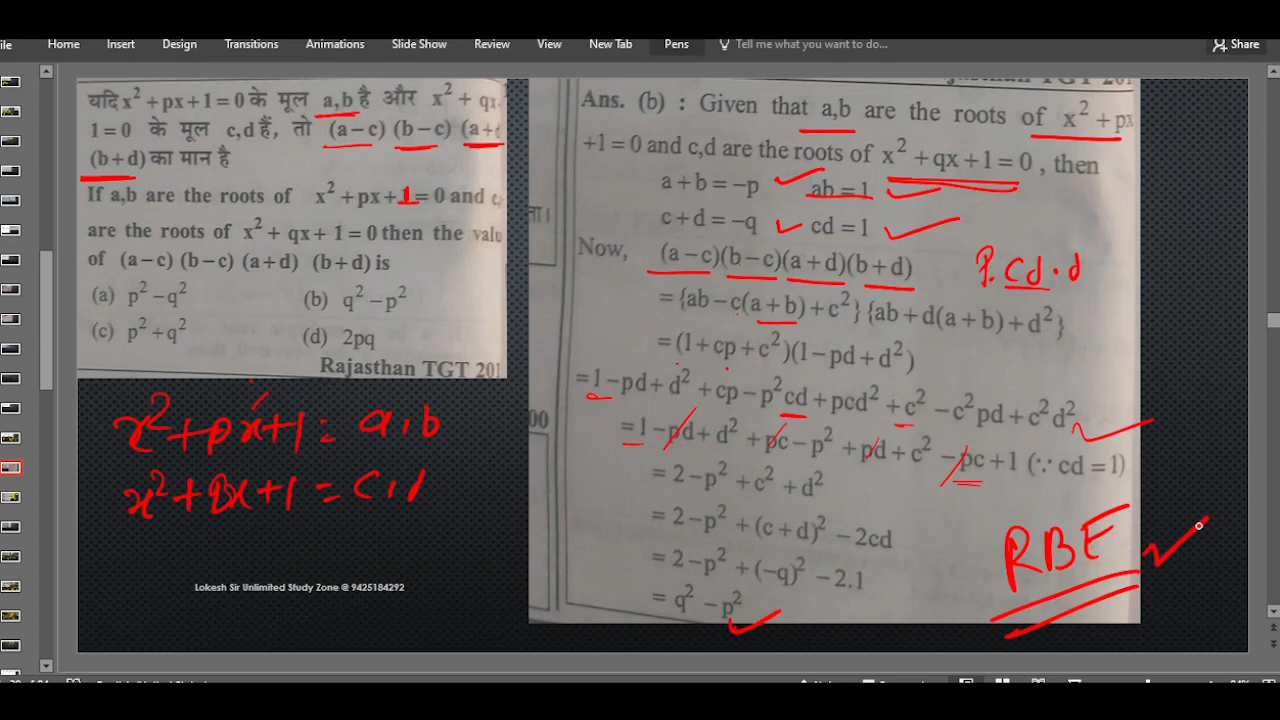 ile Home Insert Design Transitions Animations Slide Show Review View New Tab Pens Tell me what you want to do... Share
यदि x² + px + 1 = 0 के मूल a, b है और x² + qx
1 = 0 के मूल c, d हैं, तो (a – c) (b – c) (a +
(b + d) का मान है
If a,b are the roots of x² + px + 1 = 0 and c
are the roots of x² + qx + 1 = 0 then the valu
of (a – c) (b – c) (a + d) (b + d) is
(a) p² – q² (b) q² – p²
(c) p² + q² (d) 2pq
Rajasthan TGT 201
x² + px + 1 = a, b
x² + qx + 1 = c, d
Lokesh Sir Unlimited Study Zone @ 9425184292
Rajasthan TGT 201
Ans. (b) : Given that a,b are the roots of x² + px
+1 = 0 and c,d are the roots of x² + qx + 1 = 0 , then
a + b = –p ab = 1
c + d = –q cd = 1
Now, (a – c)(b – c)(a + d)(b + d)
= {ab – c(a + b) + c²} {ab + d(a + b) + d²}
= (1 + cp + c²)(1 – pd + d²)
= 1 – pd + d² + cp – p²cd + pcd² + c² – c²pd + c²d²
= 1 – pd + d² + pc – p² + pd + c² – pc + 1 (∵ cd = 1)
= 2 – p² + c² + d²
= 2 – p² + (c + d)² – 2cd
= 2 – p² + (–q)² – 2.1
= q² – p²
P. cd . d
RBE
00